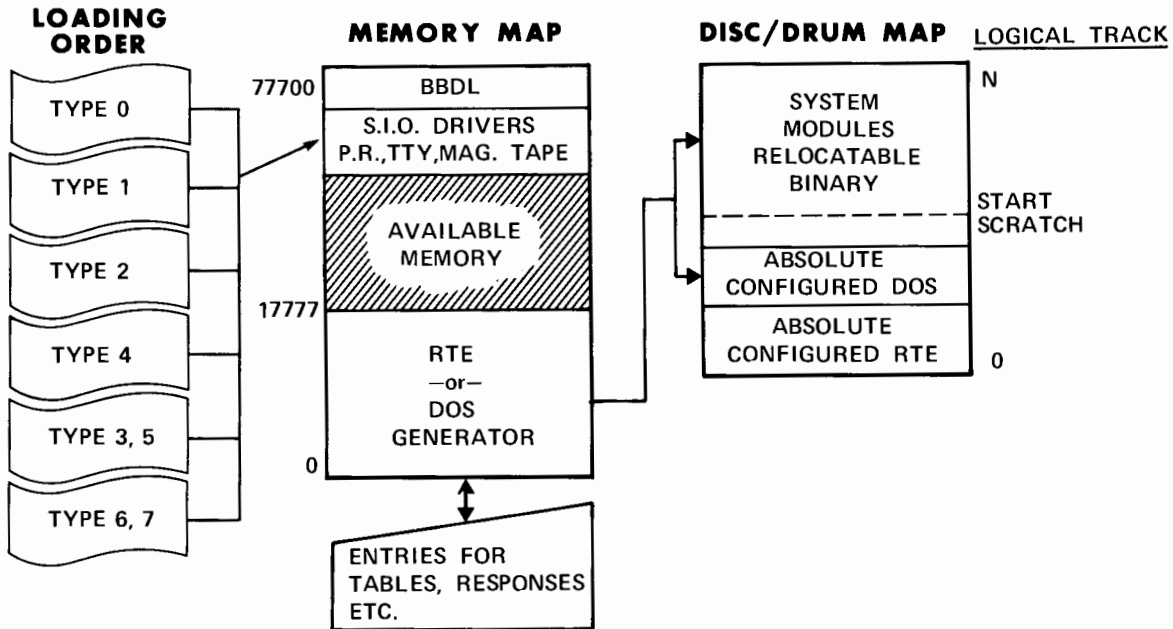 LOADING
ORDER
TYPE 0
TYPE 1
TYPE 2
TYPE 4
TYPE 3, 5
TYPE 6, 7
MEMORY MAP
77700
BBDL
S.I.O. DRIVERS
P.R.,TTY,MAG. TAPE
AVAILABLE
MEMORY
17777
RTE
—or—
DOS
GENERATOR
0
ENTRIES FOR
TABLES, RESPONSES
ETC.
DISC/DRUM MAP
LOGICAL TRACK
N
SYSTEM
MODULES
RELOCATABLE
BINARY
START
SCRATCH
ABSOLUTE
CONFIGURED DOS
ABSOLUTE
CONFIGURED RTE
0